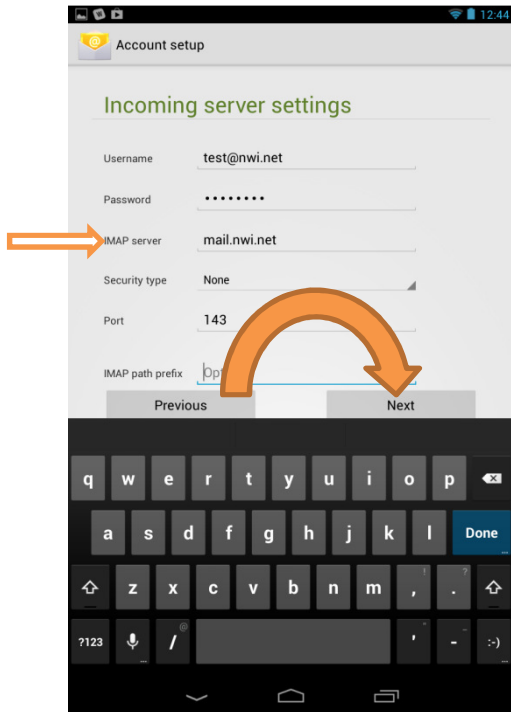 12:44
Account setup
Incoming server settings
Username test@nwi.net
Password ••••••••
IMAP server mail.nwi.net
Security type None
Port 143
IMAP path prefix Op
Previous Next
q w e r t y u i o p
a s d f g h j k l Done
z x c v b n m , ! . ?
?123 / @ ' " - _ :-)